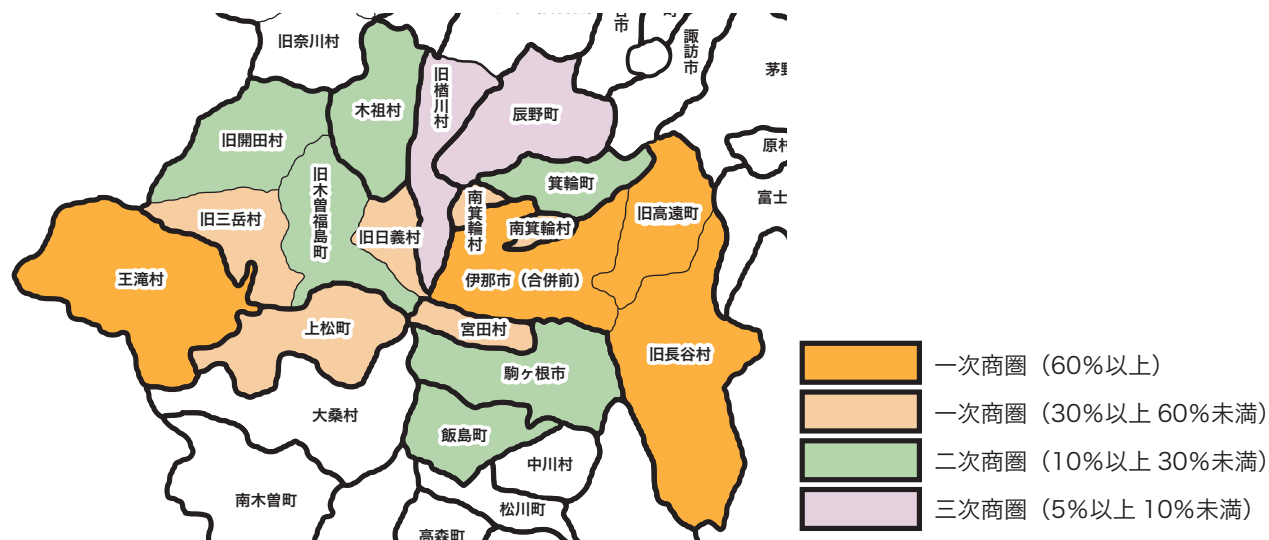 旧奈川村
市
町
諏訪市
旧楢川村
木祖村
辰野町
原村
旧開田村
箕輪町
旧木曽福島町
南箕輪村
旧高遠町
富士
旧三岳村
旧日義村
南箕輪村
王滝村
伊那市（合併前）
上松町
宮田村
旧長谷村
駒ヶ根市
大桑村
飯島町
中川村
南木曽町
松川町
高森町
一次商圏（60%以上）
一次商圏（30%以上 60%未満）
二次商圏（10%以上 30%未満）
三次商圏（5%以上 10%未満）